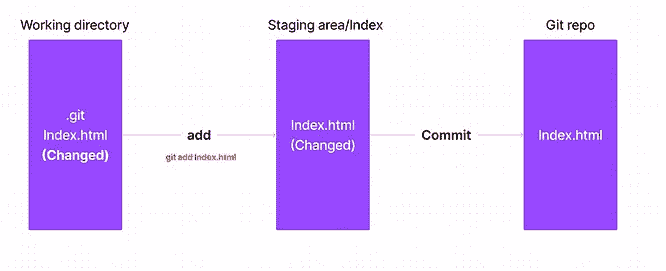 Working directory
Staging area/Index
Git repo
.git
Index.html
(Changed)
add
git add index.html
Index.html
(Changed)
Commit
Index.html